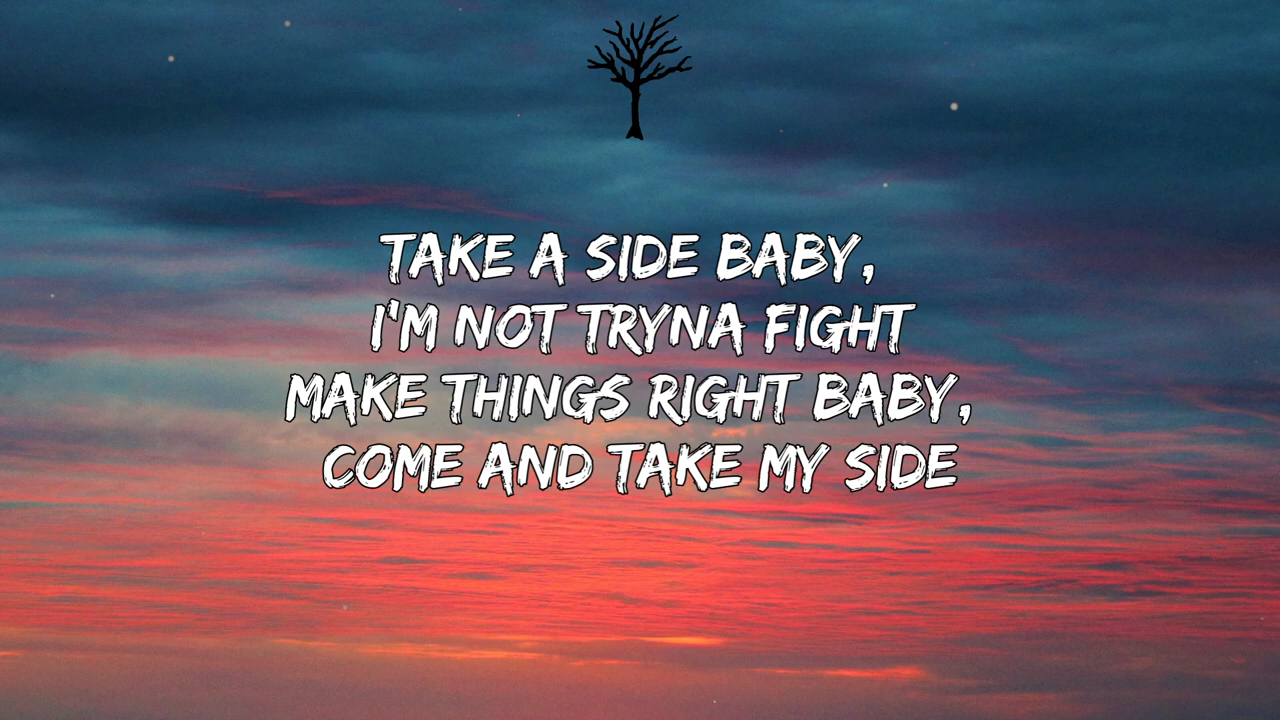 TAKE A SIDE BABY,
I'M NOT TRYNA FIGHT
MAKE THINGS RIGHT BABY,
COME AND TAKE MY SIDE